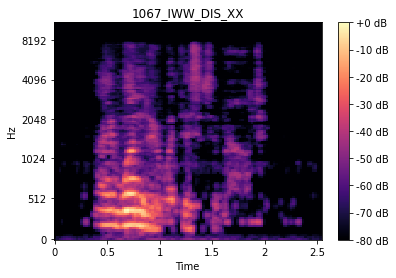 1067_IWW_DIS_XX
8192
4096
2048
1024
512
0
Hz
0
0.5
1
1.5
2
2.5
Time
+0 dB
-10 dB
-20 dB
-30 dB
-40 dB
-50 dB
-60 dB
-70 dB
-80 dB